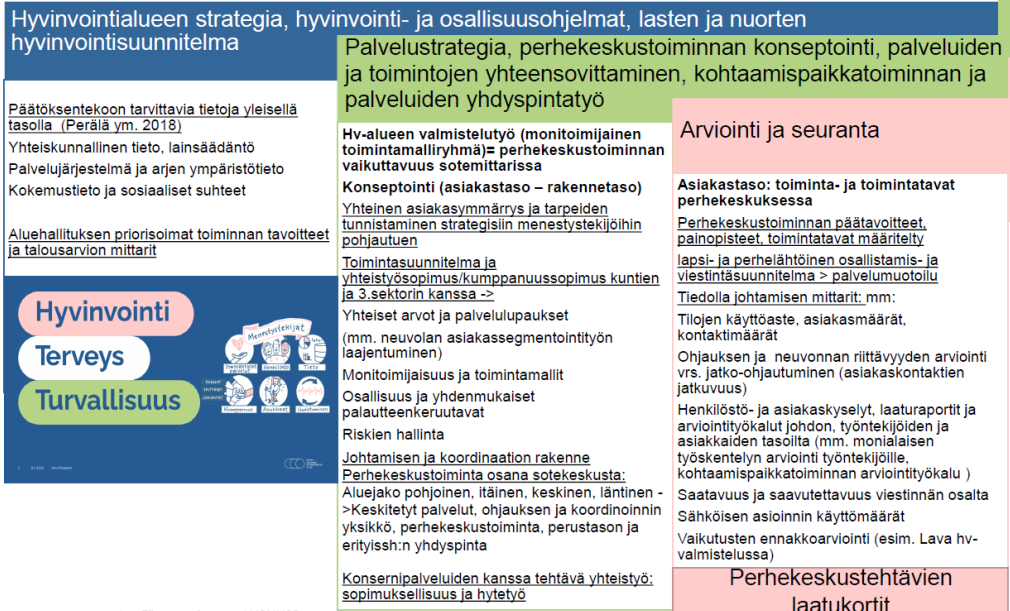 Hyvinvointialueen strategia, hyvinvointi- ja osallisuusohjelmat, lasten ja nuorten
hyvinvointisuunnitelma
Päätöksentekoon tarvittavia tietoja yleisellä
tasolla (Perälä ym. 2018)
Yhteiskunnallinen tieto, lainsäädäntö
Palvelujärjestelmä ja arjen ympäristötieto
Kokemustieto ja sosiaaliset suhteet
Aluehallituksen priorisoimat toiminnan tavoitteet
ja talousarvion mittarit
Hyvinvointi
Terveys
Turvallisuus
Menestystekijät
Henkilöstö
Tieto
Kumppanuus
Asukkaat
Uudistuminen
Palvelustrategia, perhekeskustoiminnan konseptointi, palveluiden
ja toimintojen yhteensovittaminen, kohtaamispaikkatoiminnan ja
palveluiden yhdyspintatyö
Hv-alueen valmistelutyö (monitoimijainen
toimintamalliryhmä)= perhekeskustoiminnan
vaikuttavuus sotemittarissa
Konseptointi (asiakastaso – rakennetaso)
Yhteinen asiakasymmärrys ja tarpeiden
tunnistaminen strategisiin menestystekijöihin
pohjautuen
Toimintasuunnitelma ja
yhteistyösopimus/kumppanuussopimus kuntien
ja 3.sektorin kanssa ->
Yhteiset arvot ja palvelulupaukset
(mm. neuvolan asiakassegmentointityön
laajentuminen)
Monitoimijaisuus ja toimintamallit
Osallisuus ja yhdenmukaiset
palautteenkeruutavat
Riskien hallinta
Johtamisen ja koordinaation rakenne
Perhekeskustoiminta osana sotekeskusta:
Aluejako pohjoinen, itäinen, keskinen, läntinen -
>Keskitetyt palvelut, ohjauksen ja koordinoinnin
yksikkö, perhekeskustoiminta, perustason ja
erityissh:n yhdyspinta
Konsernipalveluiden kanssa tehtävä yhteistyö:
sopimuksellisuus ja hytetyö
Arviointi ja seuranta
Asiakastaso: toiminta- ja toimintatavat
perhekeskuksessa
Perhekeskustoiminnan päätavoitteet,
painopisteet, toimintatavat määritelty
lapsi- ja perhelähtöinen osallistamis- ja
viestintäsuunnitelma > palvelumuotoilu
Tiedolla johtamisen mittarit: mm:
Tilojen käyttöaste, asiakasmäärät,
kontaktimäärät
Ohjauksen ja neuvonnan riittävyyden arviointi
vrs. jatko-ohjautuminen (asiakaskontaktien
jatkuvuus)
Henkilöstö- ja asiakaskyselyt, laaturaportit ja
arviointityökalut johdon, työntekijöiden ja
asiakkaiden tasoilta (mm. monialaisen
työskentelyn arviointi työntekijöille,
kohtaamispaikkatoiminnan arviointityökalu )
Saatavuus ja saavutettavuus viestinnän osalta
Sähköisen asioinnin käyttömäärät
Vaikutusten ennakkoarviointi (esim. Lava hv-
valmistelussa)
Perhekeskustehtävien
laatukortit